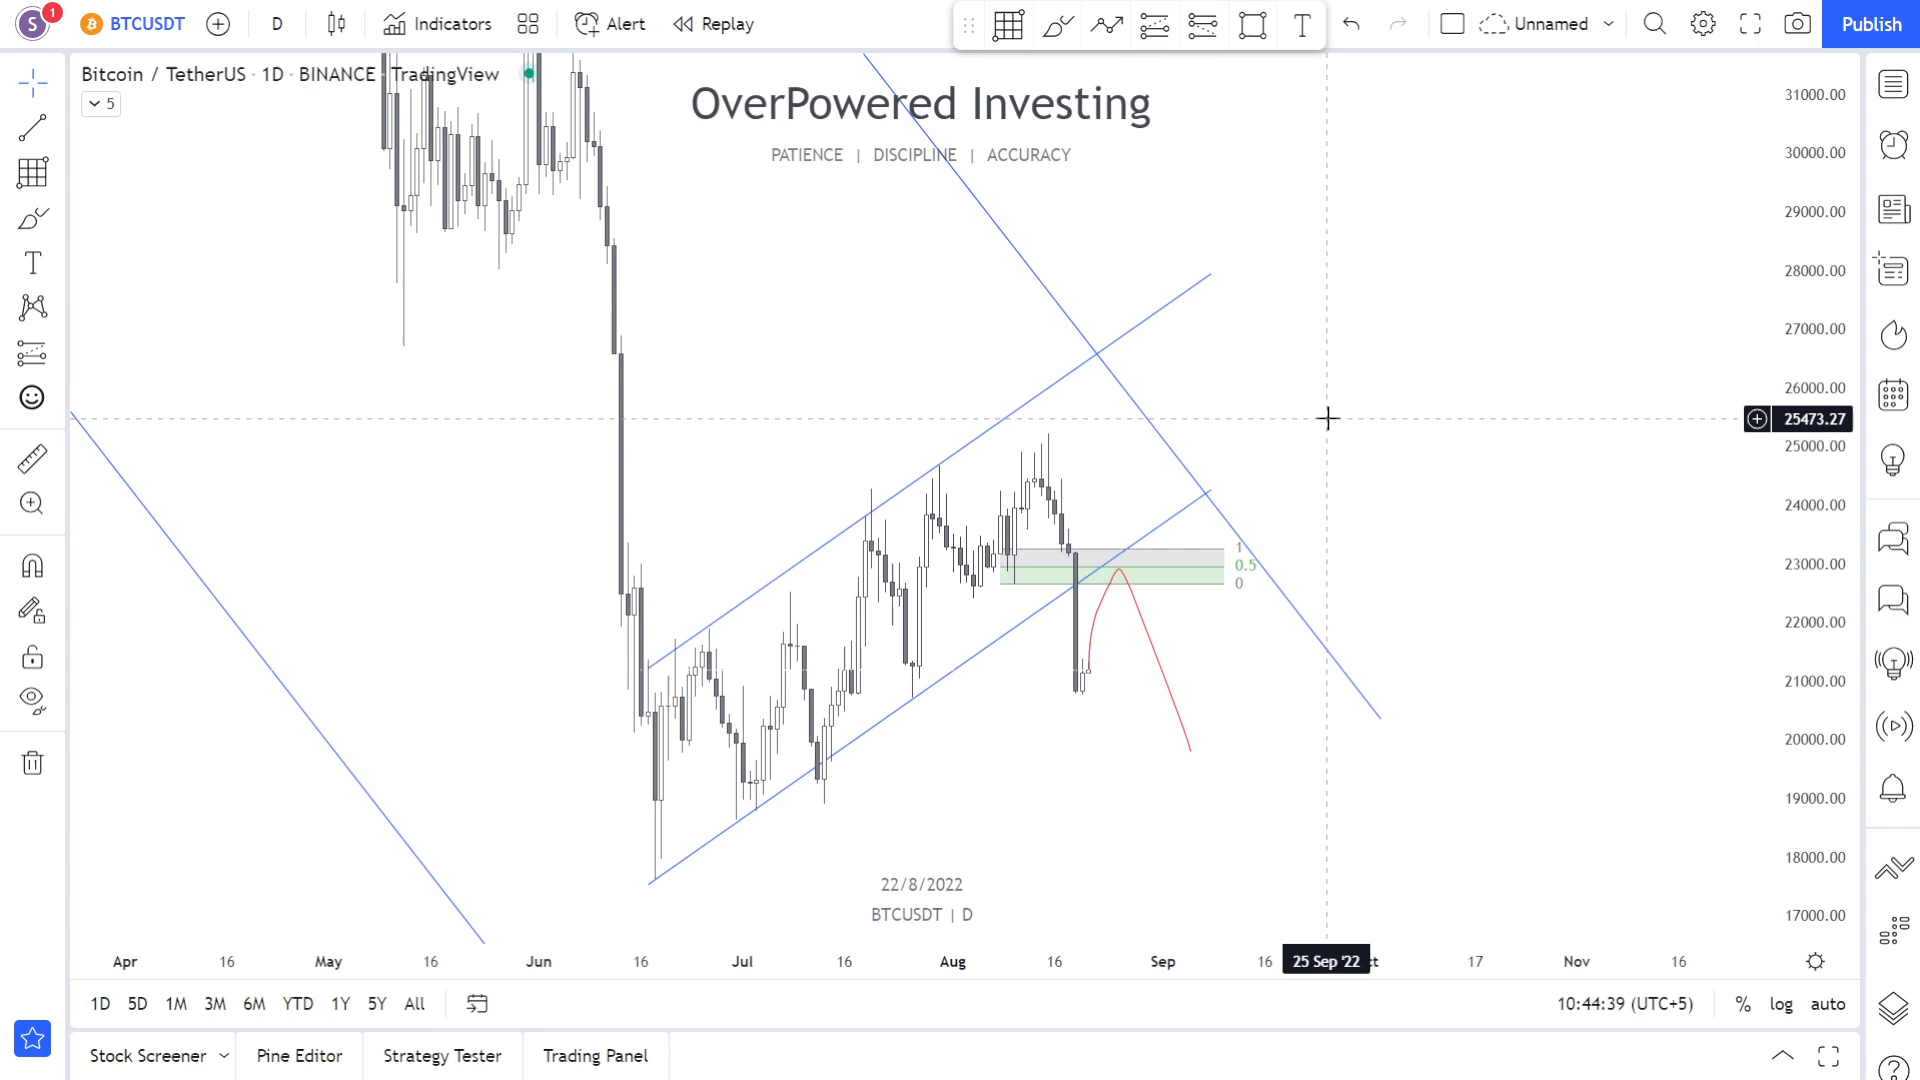 S 1 BTCUSDT D Indicators Alert Replay Unnamed Publish
Bitcoin / TetherUS · 1D · BINANCE · TradingView
5
OverPowered Investing
PATIENCE | DISCIPLINE | ACCURACY
31000.00
30000.00
29000.00
28000.00
27000.00
26000.00
25473.27
25000.00
24000.00
23000.00
22000.00
21000.00
20000.00
19000.00
18000.00
17000.00
1
0.5
0
22/8/2022
BTCUSDT | D
Apr 16 May 16 Jun 16 Jul 16 Aug 16 Sep 16 25 Sep '22 ct 17 Nov 16
1D 5D 1M 3M 6M YTD 1Y 5Y All 10:44:39 (UTC+5) % log auto
Stock Screener Pine Editor Strategy Tester Trading Panel